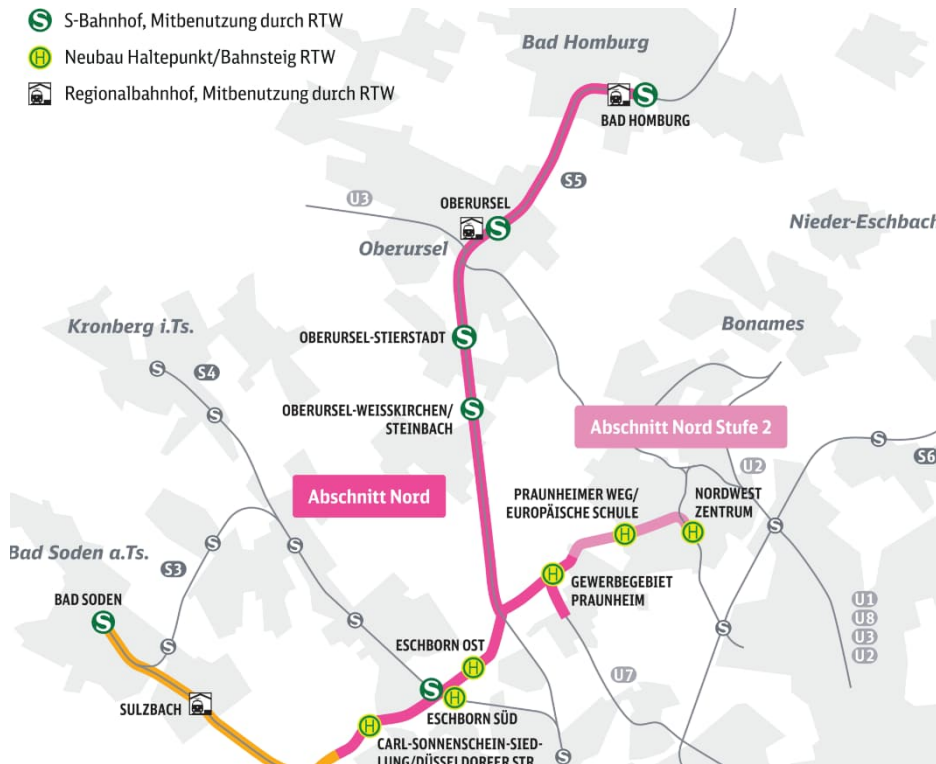 S-Bahnhof, Mitbenutzung durch RTW
Neubau Haltepunkt/Bahnsteig RTW
Regionalbahnhof, Mitbenutzung durch RTW
Bad Homburg
S
BAD HOMBURG
S5
U3
OBERURSEL
S
Oberursel
Nieder-Eschbach
Kronberg i.Ts.
S
S4
S
OBERURSEL-STIERSTADT
S
Bonames
OBERURSEL-WEISSKIRCHEN/
STEINBACH
S
Abschnitt Nord Stufe 2
S
S6
U2
Abschnitt Nord
PRAUNHEIMER WEG/
EUROPÄISCHE SCHULE
H
NORDWEST
ZENTRUM
H
S
Bad Soden a.Ts.
S3
S
S
GEWERBEGEBIET
PRAUNHEIM
H
BAD SODEN
S
S
S
S
U1
U8
U3
U2
ESCHBORN OST
H
S
H
ESCHBORN SÜD
U7
SULZBACH
H
CARL-SONNENSCHEIN-SIED-
LUNG/DÜSSELDORFER STR.
S